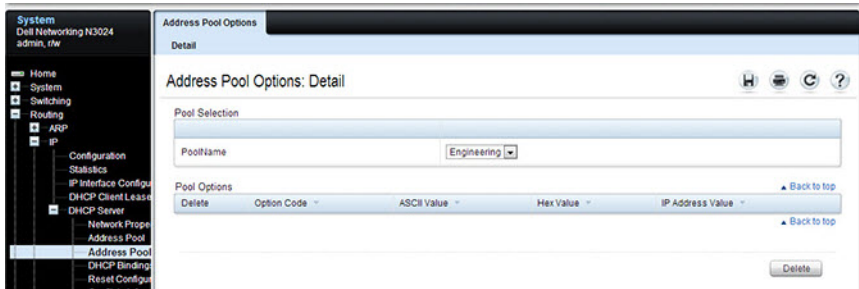 System
Dell Networking N3024
admin, r/w
Home
System
Switching
Routing
ARP
IP
Configuration
Statistics
IP Interface Configu
DHCP Client Lease
DHCP Server
Network Prope
Address Pool
Address Pool
DHCP Bindings
Reset Configur
Address Pool Options
Detail
Address Pool Options: Detail
Pool Selection
PoolName Engineering
Pool Options Back to top
Delete Option Code ASCII Value Hex Value IP Address Value
Back to top
Delete